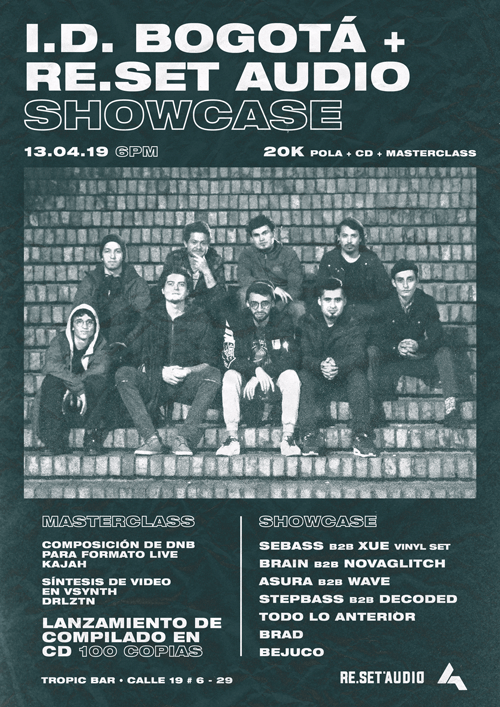 I.D. BOGOTÁ +
RE.SET AUDIO
SHOWCASE
13.04.19 6PM
20K POLA + CD + MASTERCLASS
MASTERCLASS
COMPOSICIÓN DE DNB
PARA FORMATO LIVE
KAJAH
SÍNTESIS DE VIDEO
EN VSYNTH
DRLZTN
LANZAMIENTO DE
COMPILADO EN
CD 100 COPIAS
SHOWCASE
SEBASS B2B XUE VINYL SET
BRAIN B2B NOVAGLITCH
ASURA B2B WAVE
STEPBASS B2B DECODED
TODO LO ANTERIÒR
BRAD
BEJUCO
TROPIC BAR • CALLE 19 # 6 - 29
RE.SET AUDIO